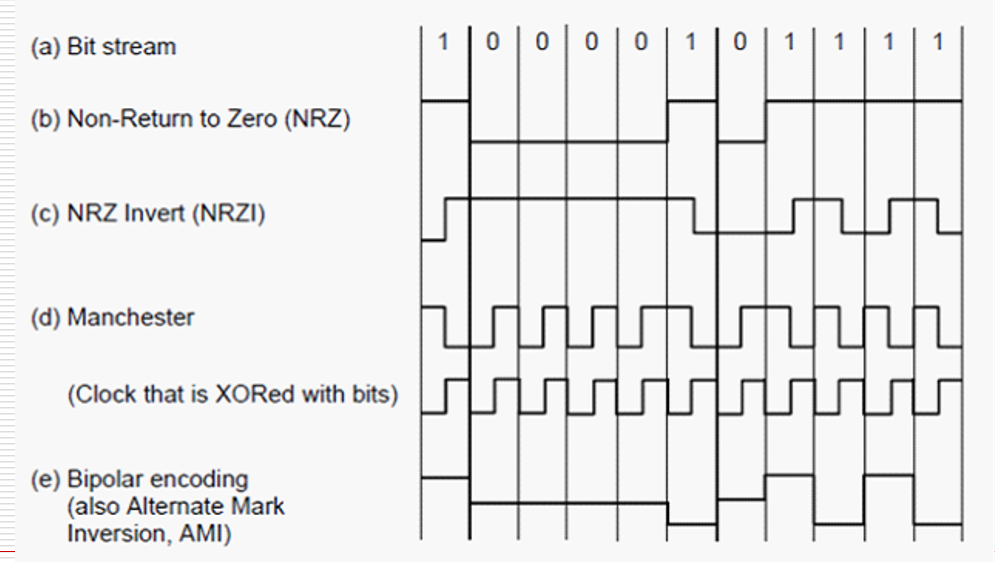 (a) Bit stream 1 0 0 0 0 1 0 1 1 1 1
(b) Non-Return to Zero (NRZ)
(c) NRZ Invert (NRZI)
(d) Manchester
(Clock that is XORed with bits)
(e) Bipolar encoding
(also Alternate Mark
Inversion, AMI)